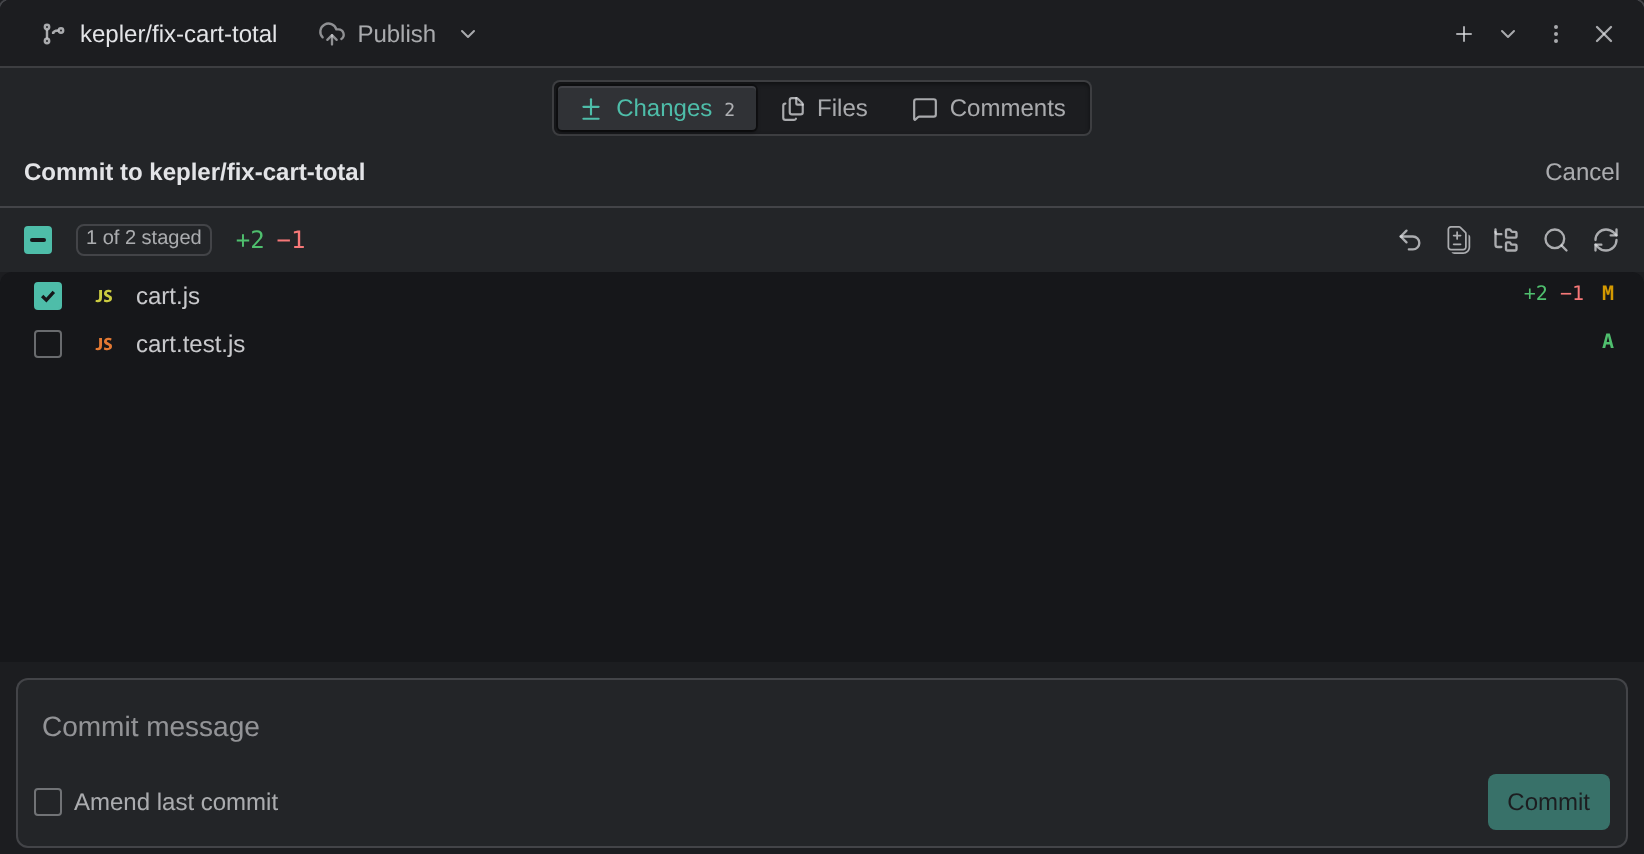 kepler/fix-cart-total Publish
Changes 2 Files Comments
Commit to kepler/fix-cart-total Cancel
1 of 2 staged +2 −1
JS cart.js +2 −1 M
JS cart.test.js A
Commit message
Amend last commit Commit